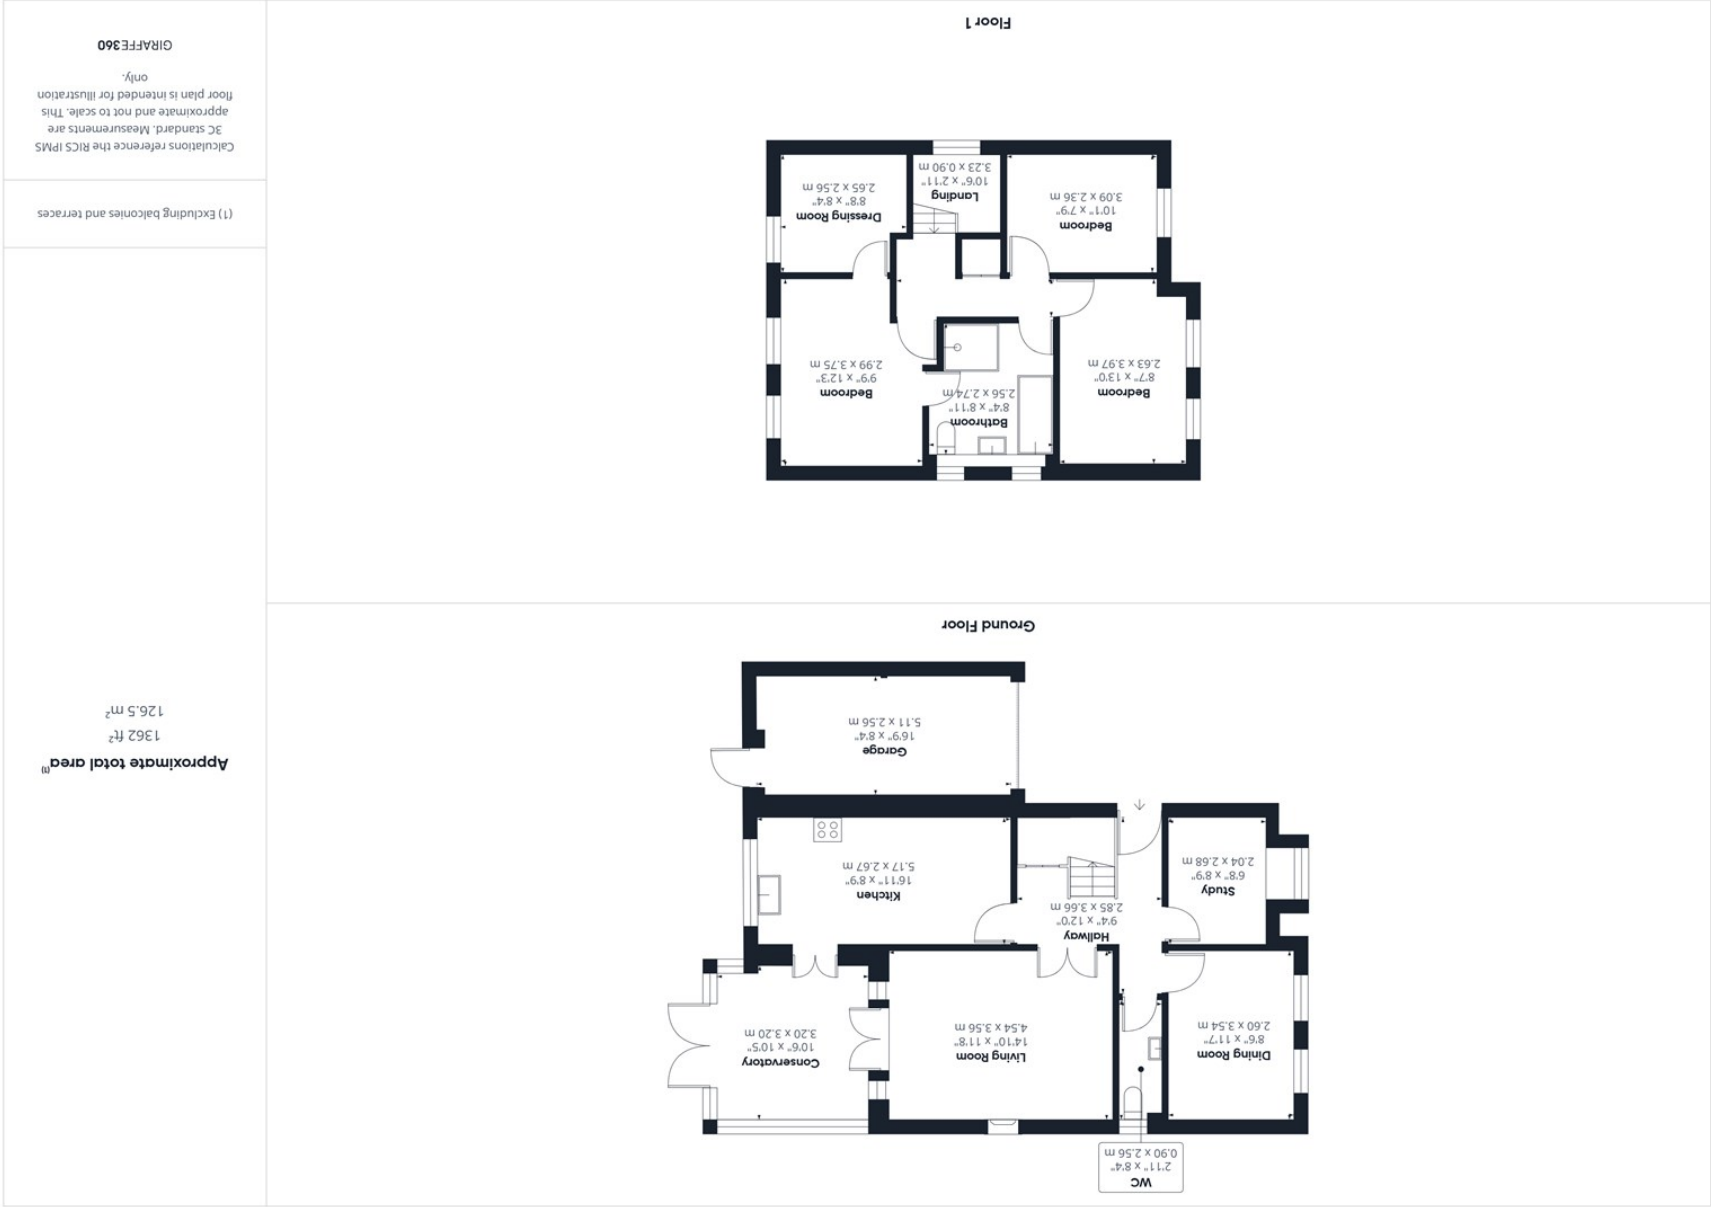 WC
2'11" x 8'4"
0.90 x 2.56 m
Dining Room
8'6" x 11'7"
2.60 x 3.54 m
Living Room
14'10" x 11'8"
4.54 x 3.56 m
Conservatory
10'6" x 10'5"
3.20 x 3.20 m
Hallway
9'4" x 12'0"
2.85 x 3.66 m
Study
6'8" x 8'9"
2.04 x 2.68 m
Kitchen
16'11" x 8'9"
5.17 x 2.67 m
Garage
16'9" x 8'4"
5.11 x 2.56 m
Ground Floor
Bathroom
8'4" x 8'11"
2.56 x 2.74 m
Bedroom
8'7" x 13'0"
2.63 x 3.97 m
Bedroom
9'9" x 12'3"
2.99 x 3.75 m
Bedroom
10'1" x 7'9"
3.09 x 2.36 m
Landing
10'6" x 2'11"
3.23 x 0.90 m
Dressing Room
8'8" x 8'4"
2.65 x 2.56 m
Floor 1
Approximate total area(1)
1362 ft²
126.5 m²
(1) Excluding balconies and terraces
Calculations reference the RICS IPMS
3C standard. Measurements are
approximate and not to scale. This
floor plan is intended for illustration
only.
GIRAFFE360